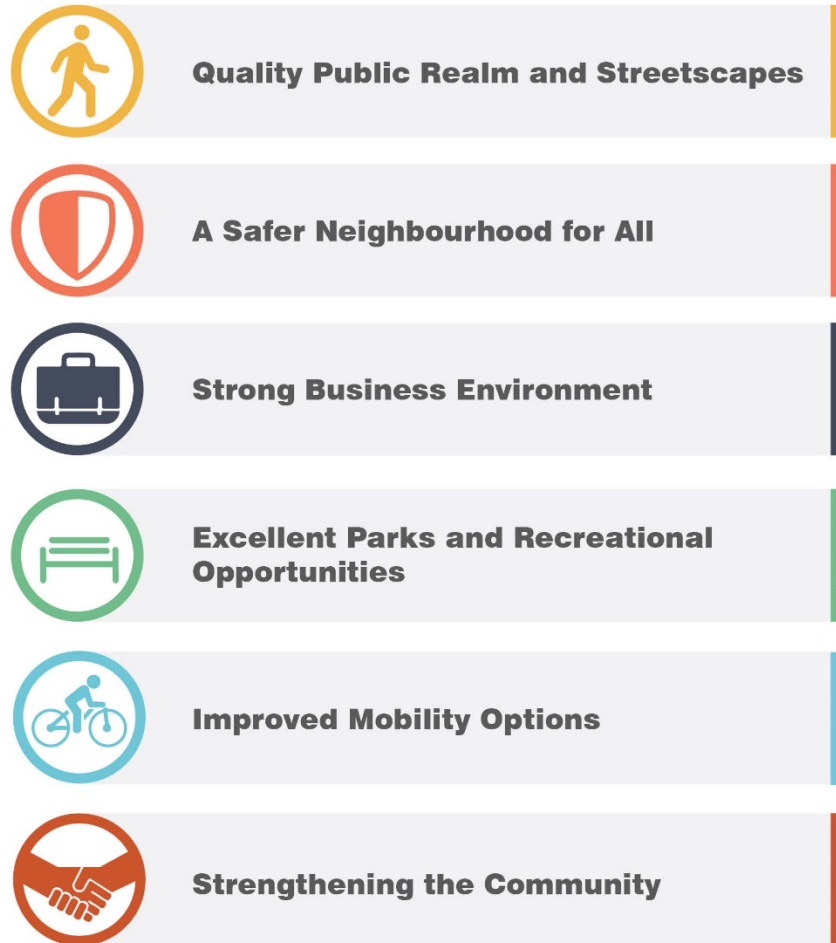 Quality Public Realm and Streetscapes
A Safer Neighbourhood for All
Strong Business Environment
Excellent Parks and Recreational
Opportunities
Improved Mobility Options
Strengthening the Community